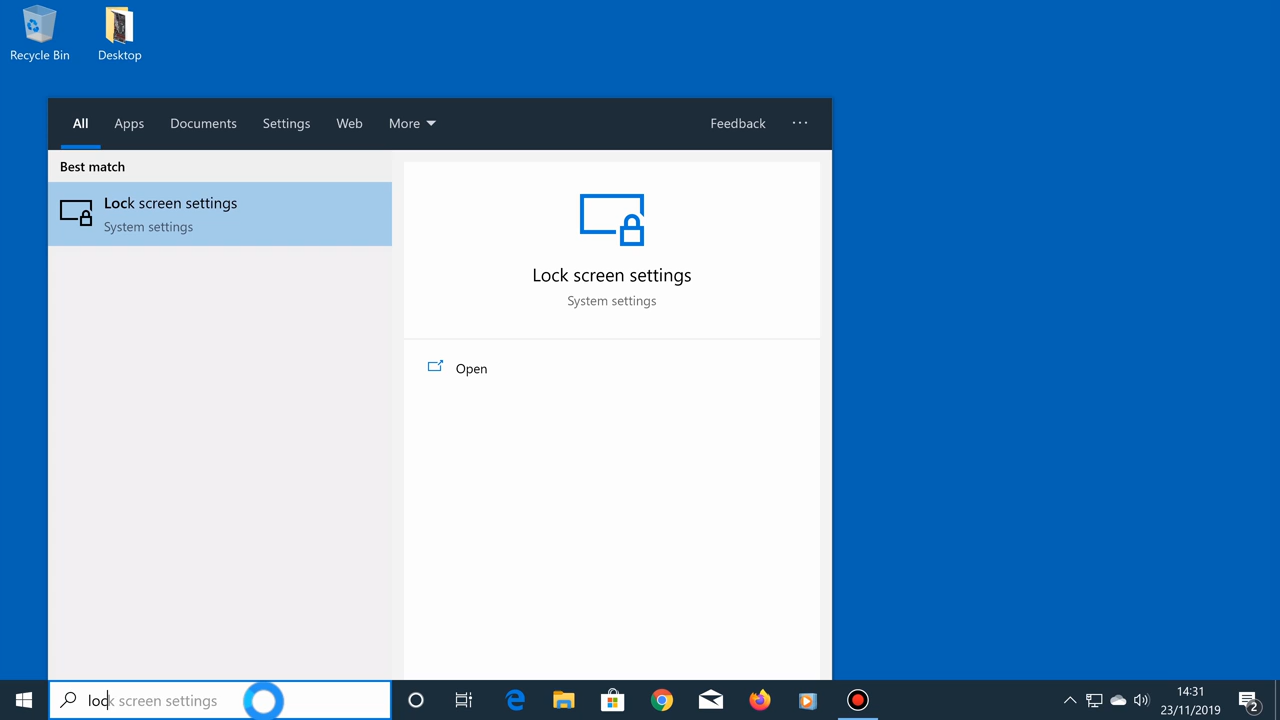 Recycle Bin
Desktop
All Apps Documents Settings Web More Feedback ...
Best match
Lock screen settings
System settings
Lock screen settings
System settings
Open
lock screen settings
14:31
23/11/2019
2